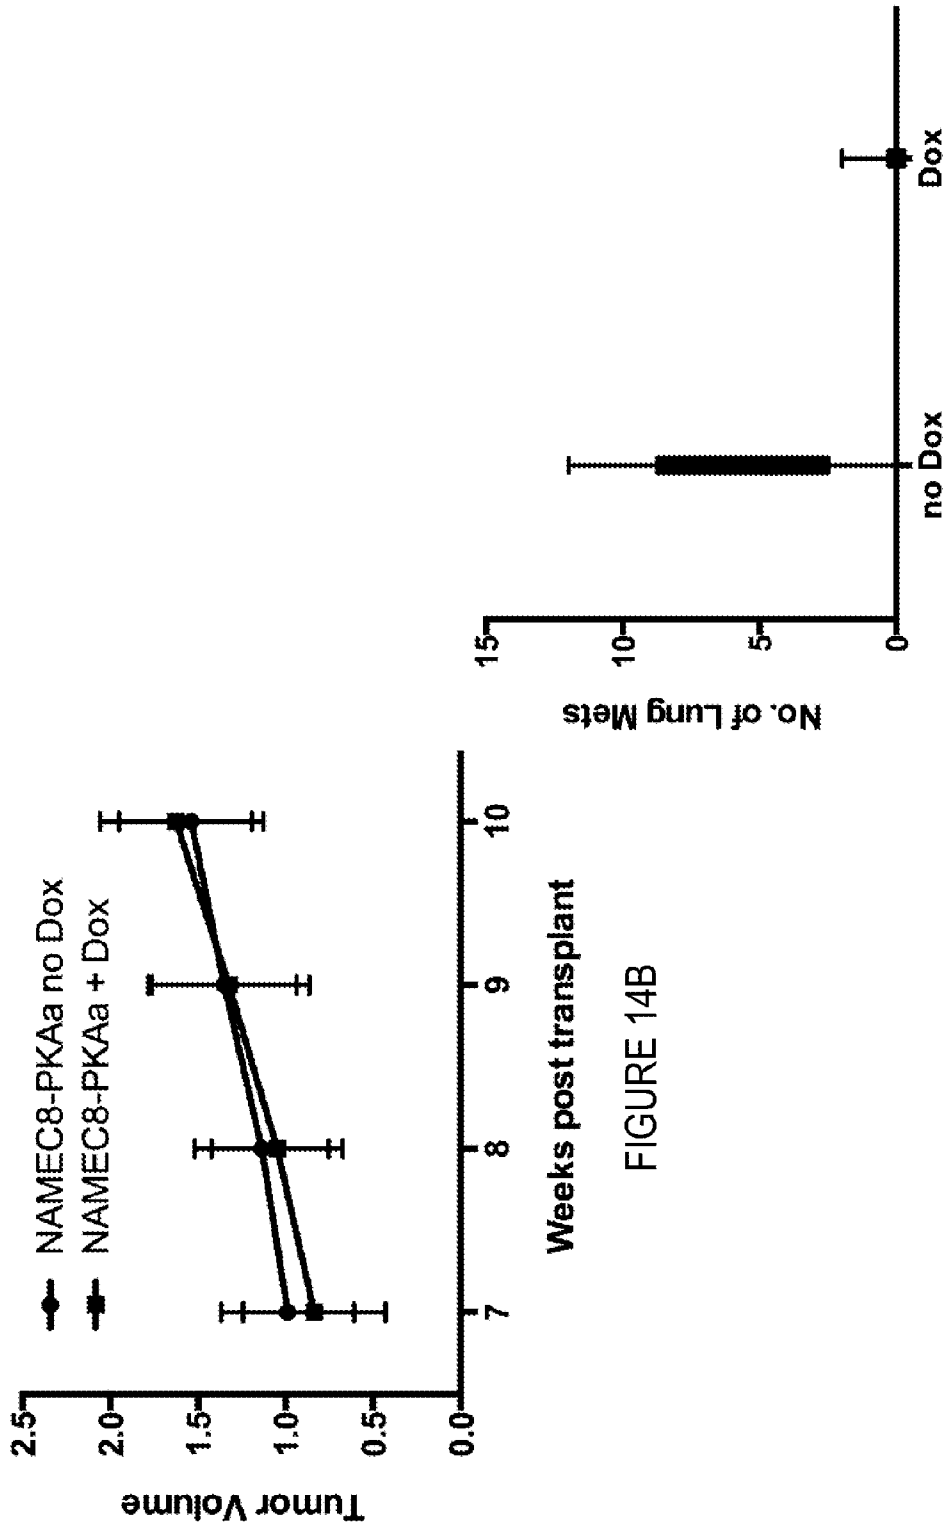 NAMEC8-PKAa no Dox
NAMEC8-PKAa + Dox
Tumor Volume
2.5
2.0
1.5
1.0
0.5
0.0
7 8 9 10
Weeks post transplant
FIGURE 14B
No. of Lung Mets
15
10
5
0
no Dox Dox